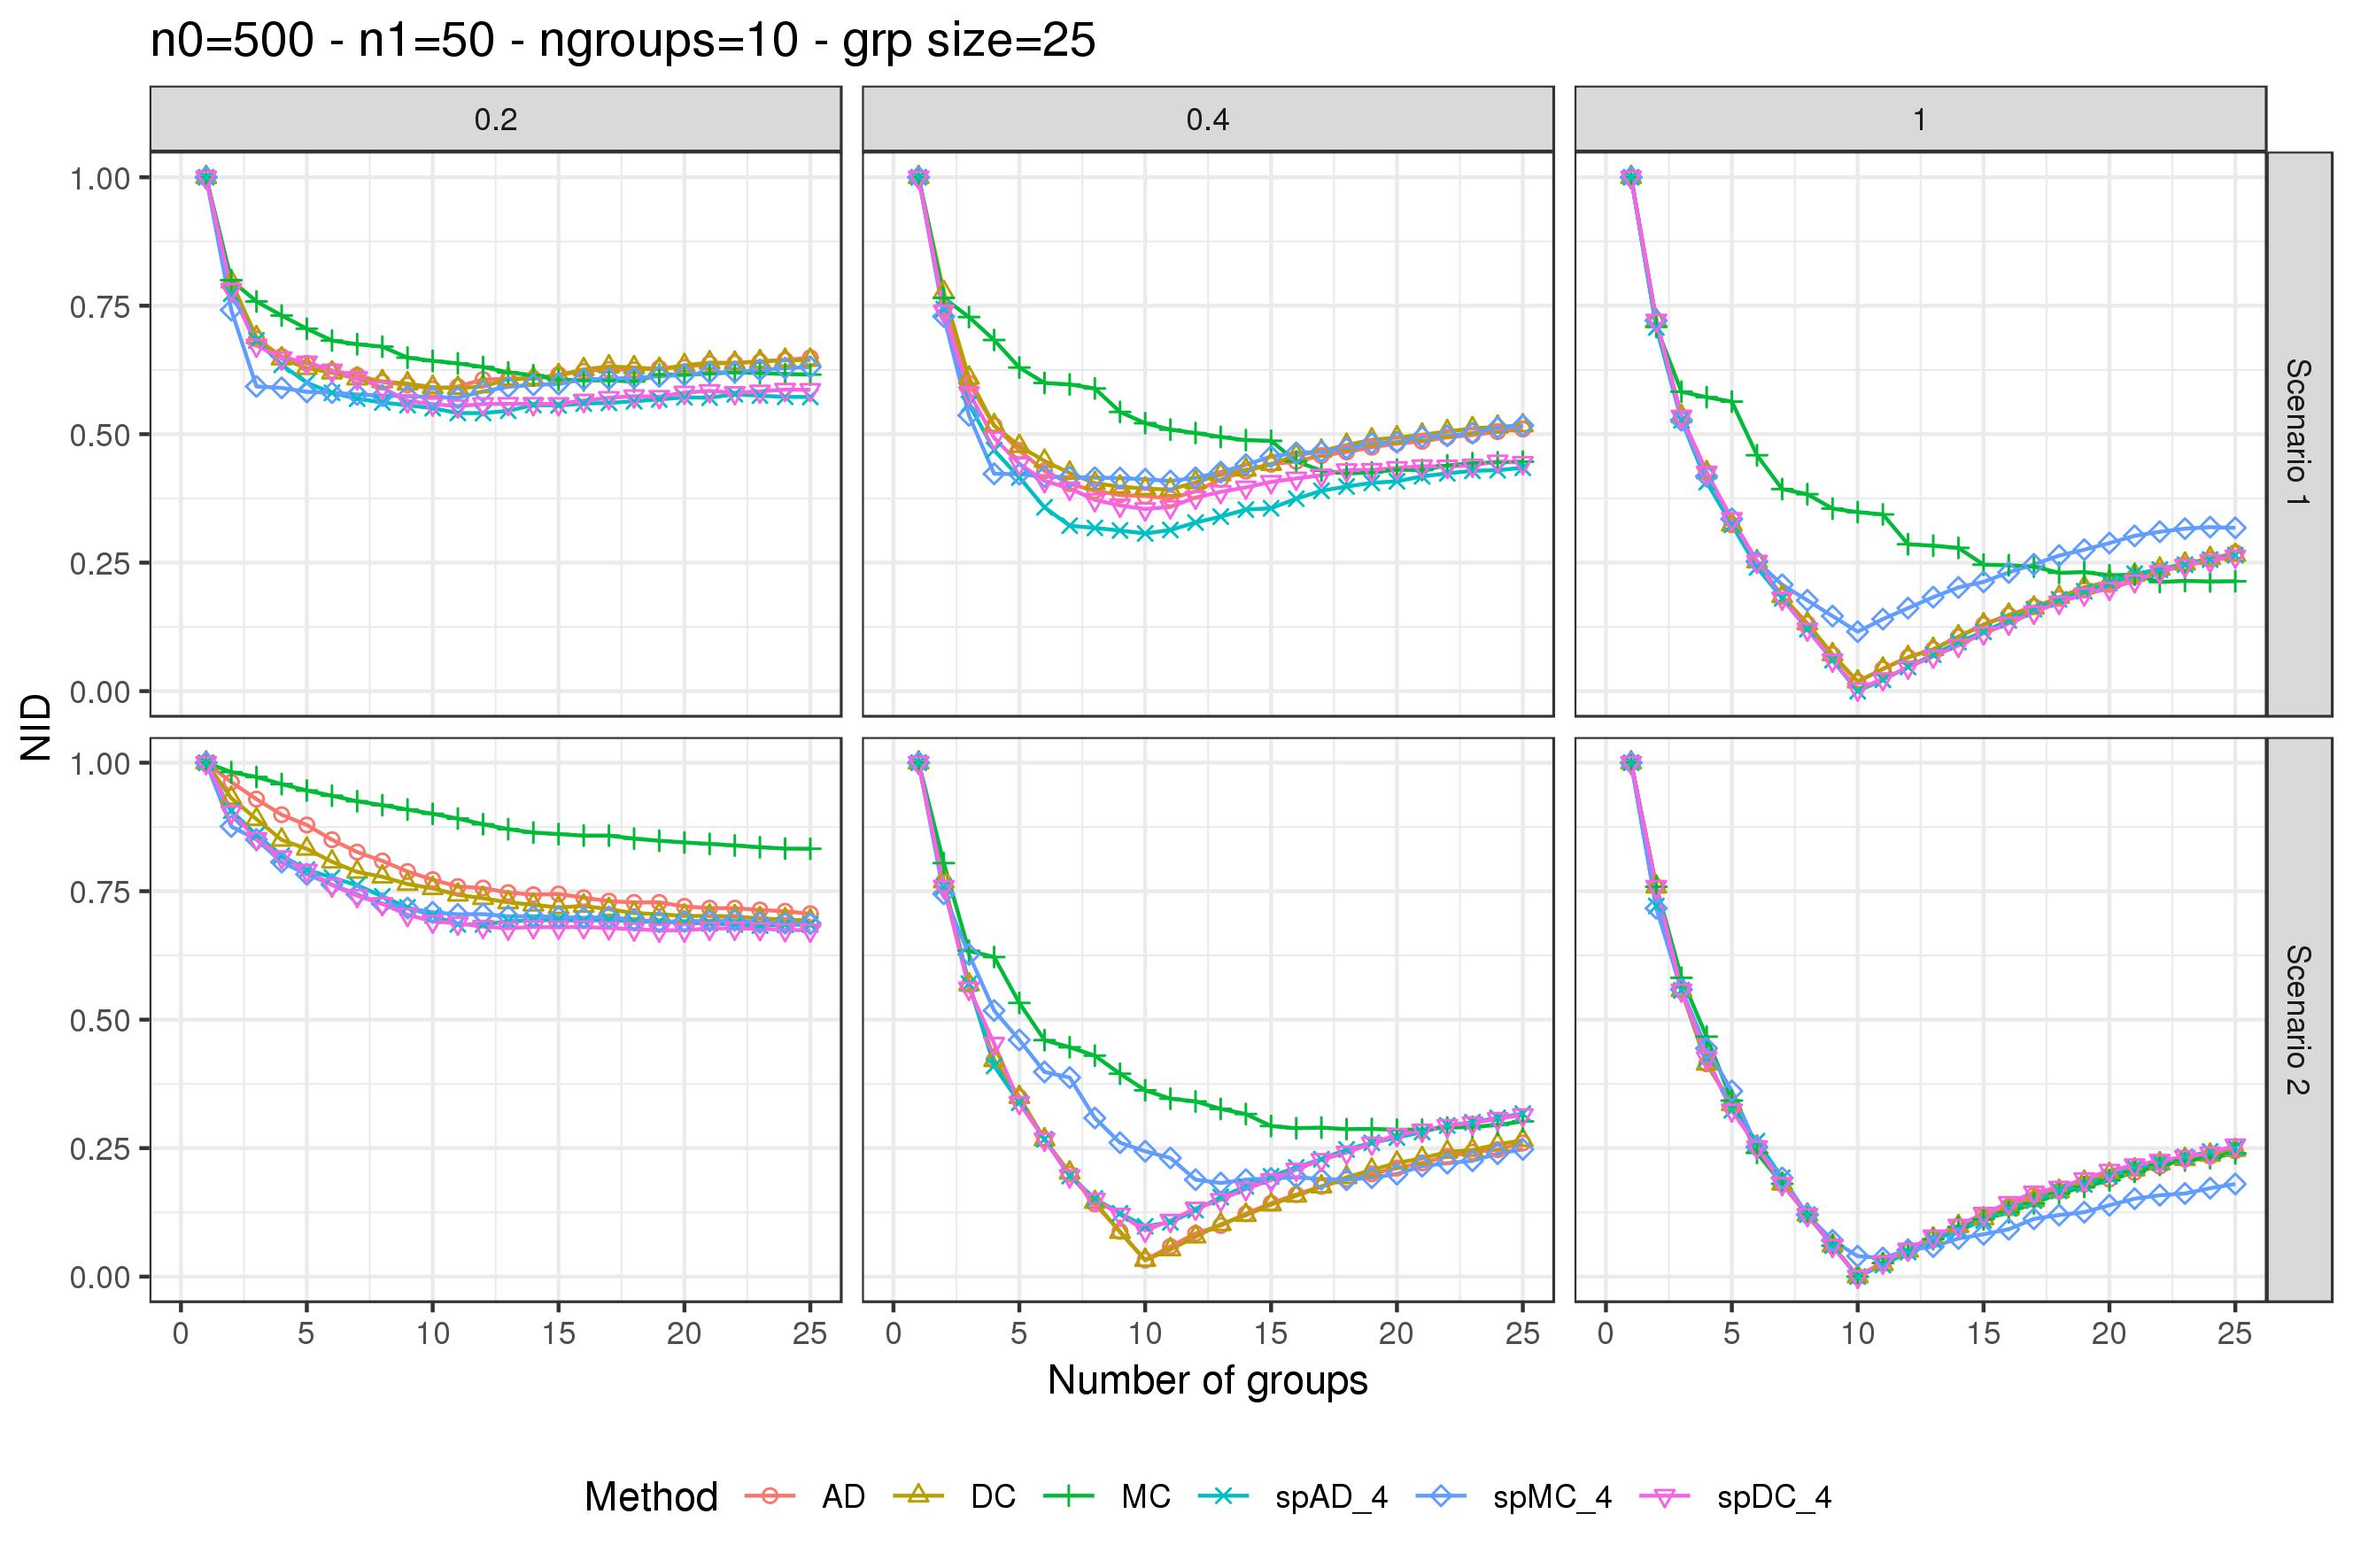 n0=500 - n1=50 - ngroups=10 - grp size=25
0.2 0.4 1
1.00
0.75
0.50
0.25
0.00
Scenario 1
NID
1.00
0.75
0.50
0.25
0.00
Scenario 2
0 5 10 15 20 25 0 5 10 15 20 25 0 5 10 15 20 25
Number of groups
Method AD DC MC spAD_4 spMC_4 spDC_4